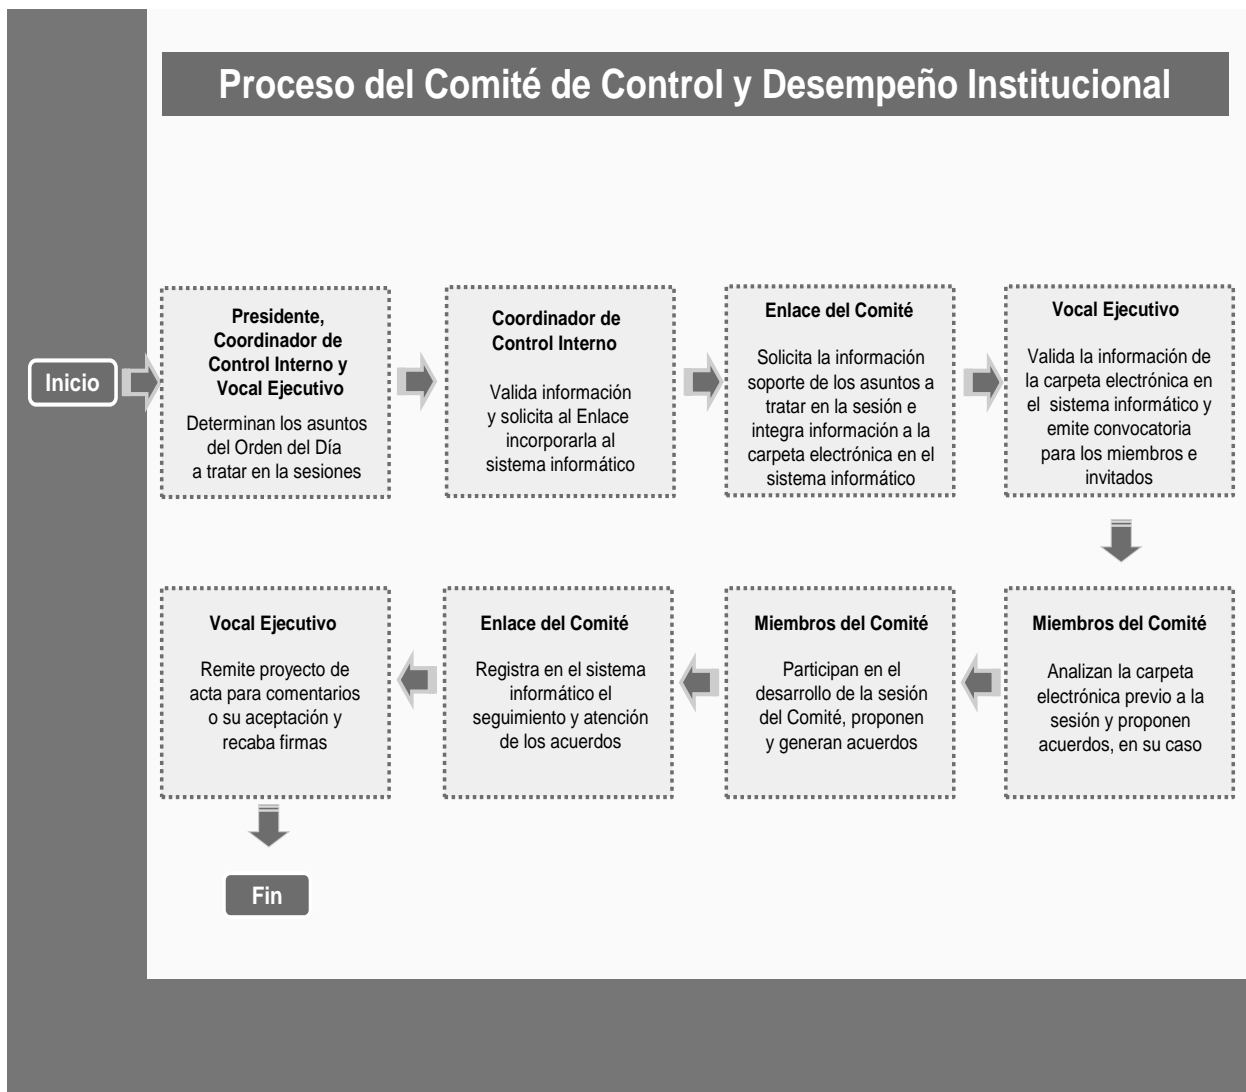 Proceso del Comité de Control y Desempeño Institucional
Inicio
Presidente,
Coordinador de
Control Interno y
Vocal Ejecutivo
Determinan los asuntos
del Orden del Día
a tratar en la sesiones
Coordinador de
Control Interno
Valida información
y solicita al Enlace
incorporarla al
sistema informático
Enlace del Comité
Solicita la información
soporte de los asuntos a
tratar en la sesión e
integra información a la
carpeta electrónica en el
sistema informático
Vocal Ejecutivo
Valida la información de
la carpeta electrónica en
el sistema informático y
emite convocatoria
para los miembros e
invitados
Miembros del Comité
Analizan la carpeta
electrónica previo a la
sesión y proponen
acuerdos, en su caso
Miembros del Comité
Participan en el
desarrollo de la sesión
del Comité, proponen
y generan acuerdos
Enlace del Comité
Registra en el sistema
informático el
seguimiento y atención
de los acuerdos
Vocal Ejecutivo
Remite proyecto de
acta para comentarios
o su aceptación y
recaba firmas
Fin